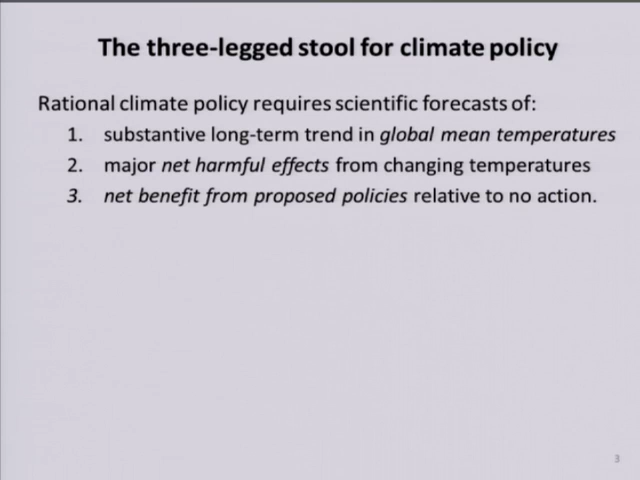 The three-legged stool for climate policy
Rational climate policy requires scientific forecasts of:
1. substantive long-term trend in global mean temperatures
2. major net harmful effects from changing temperatures
3. net benefit from proposed policies relative to no action.
3